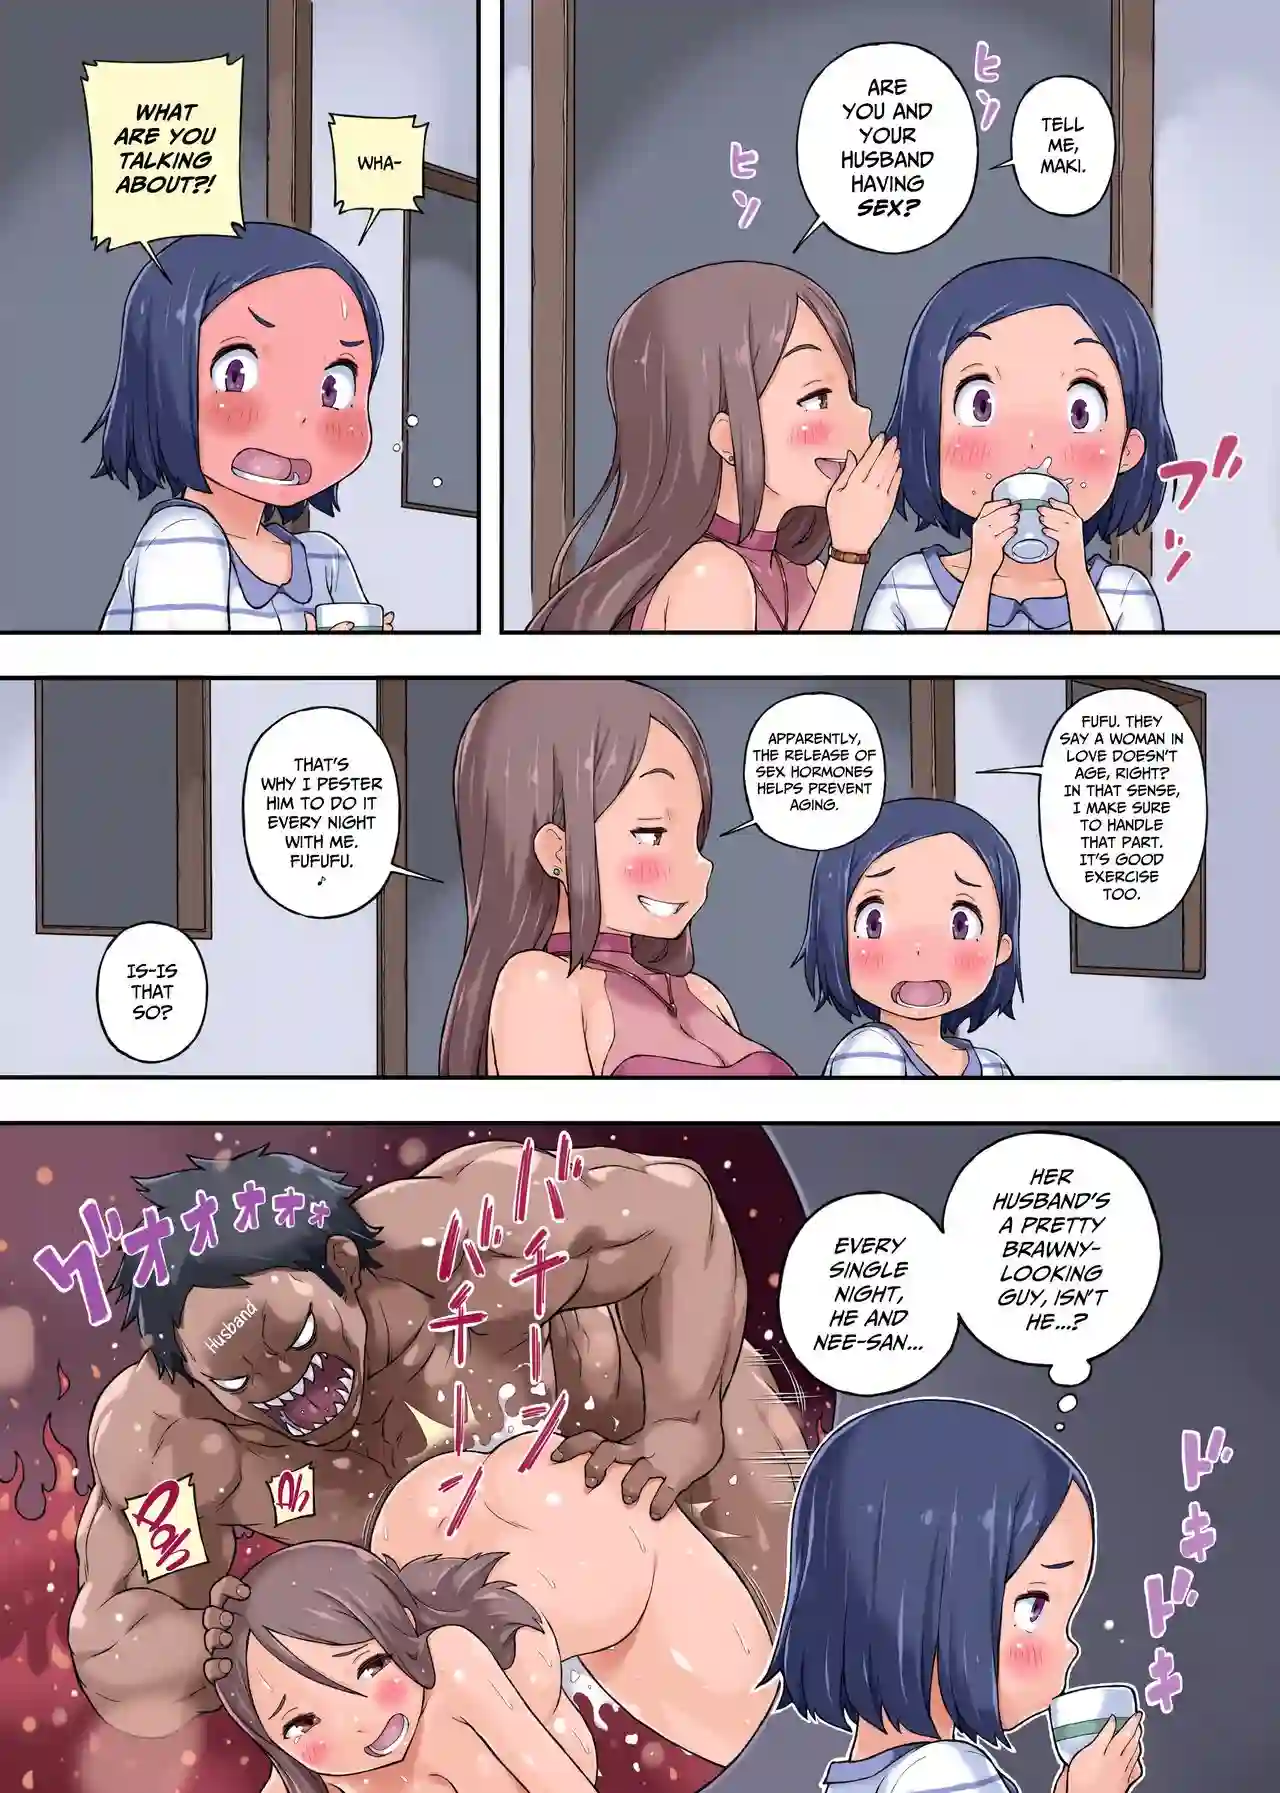 TELL
ME,
MAKI.
ARE
YOU AND
YOUR
HUSBAND
HAVING
SEX?
ヒ
ン
ヒ
ン
ブッ
WHA-
WHAT
ARE YOU
TALKING
ABOUT?!
FUFU. THEY
SAY A WOMAN IN
LOVE DOESN'T
AGE, RIGHT?
IN THAT SENSE,
I MAKE SURE
TO HANDLE
THAT PART.
IT'S GOOD
EXERCISE
TOO.
APPARENTLY,
THE RELEASE OF
SEX HORMONES
HELPS PREVENT
AGING.
THAT'S
WHY I PESTER
HIM TO DO IT
EVERY NIGHT
WITH ME.
FUFUFU.
♪
IS-IS
THAT
SO?
HER
HUSBAND'S
A PRETTY
BRAWNY-
LOOKING
GUY, ISN'T
HE...?
EVERY
SINGLE
NIGHT,
HE AND
NEE-SAN...
ドキ
ドキ
バチーン
バチーン
グオオオォォ
Husband